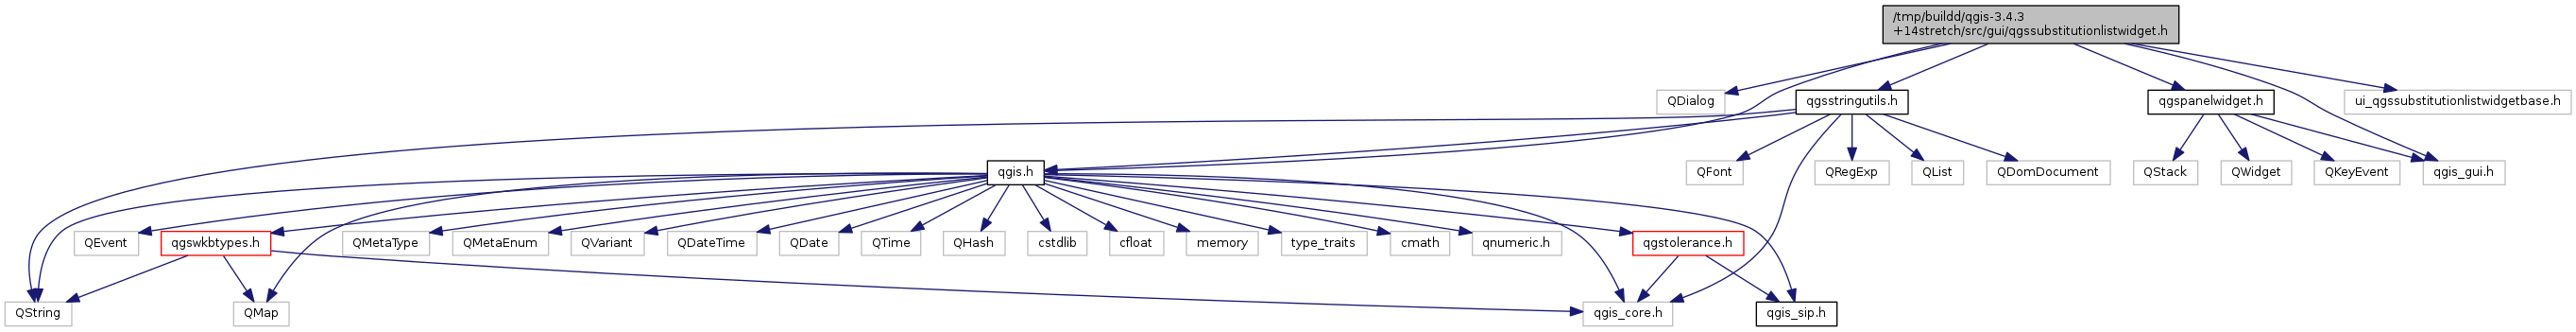 /tmp/buildd/qgis-3.4.3
+14stretch/src/gui/qgssubstitutionlistwidget.h
QDialog
qgsstringutils.h
qgspanelwidget.h
ui_qgssubstitutionlistwidgetbase.h
qgis.h
QFont
QRegExp
QList
QDomDocument
QStack
QWidget
QKeyEvent
qgis_gui.h
QEvent
qgswkbtypes.h
QMetaType
QMetaEnum
QVariant
QDateTime
QDate
QTime
QHash
cstdlib
cfloat
memory
type_traits
cmath
qnumeric.h
qgstolerance.h
QString
QMap
qgis_core.h
qgis_sip.h